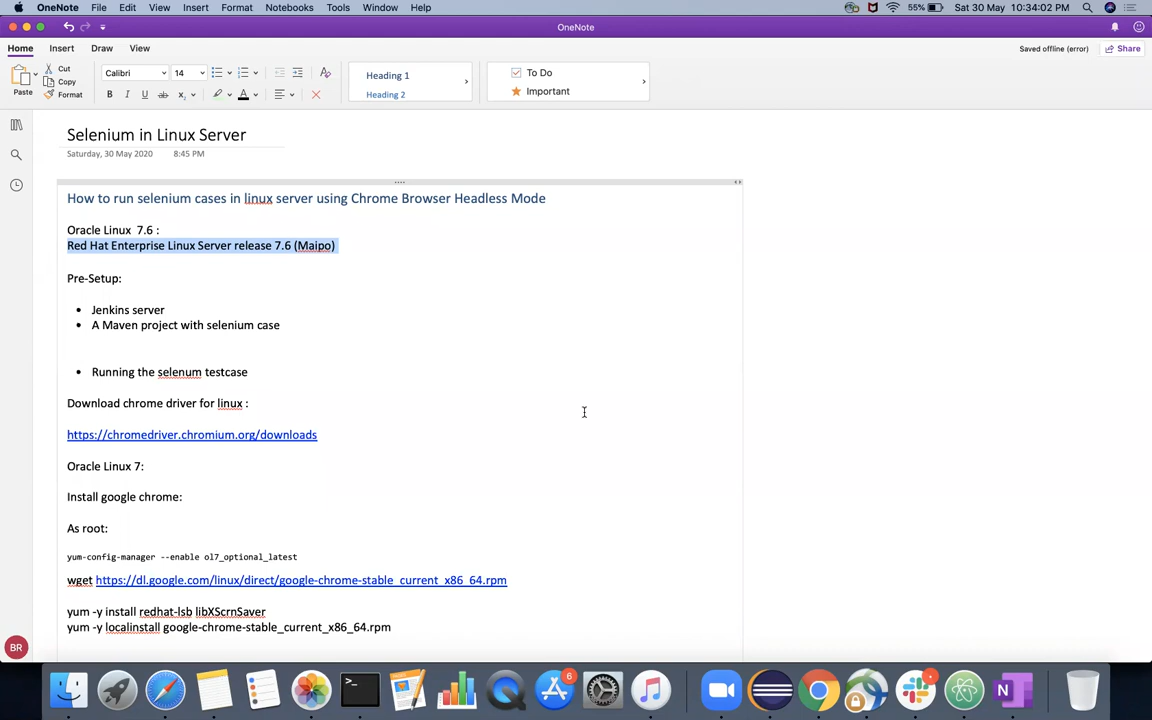 OneNote File Edit View Insert Format Notebooks Tools Window Help 55% Sat 30 May 10:34:02 PM
OneNote
Home Insert Draw View Saved offline (error) Share
Paste Cut Copy Format Calibri 14 Heading 1 Heading 2 To Do Important
B I U ab X₂ A
Selenium in Linux Server
Saturday, 30 May 2020 8:45 PM
How to run selenium cases in linux server using Chrome Browser Headless Mode
Oracle Linux 7.6 :
Red Hat Enterprise Linux Server release 7.6 (Maipo)
Pre-Setup:
• Jenkins server
• A Maven project with selenium case
• Running the selenum testcase
Download chrome driver for linux :
https://chromedriver.chromium.org/downloads
Oracle Linux 7:
Install google chrome:
As root:
yum-config-manager --enable ol7_optional_latest
wget https://dl.google.com/linux/direct/google-chrome-stable_current_x86_64.rpm
yum -y install redhat-lsb libXScrnSaver
yum -y localinstall google-chrome-stable_current_x86_64.rpm
BR
6
N